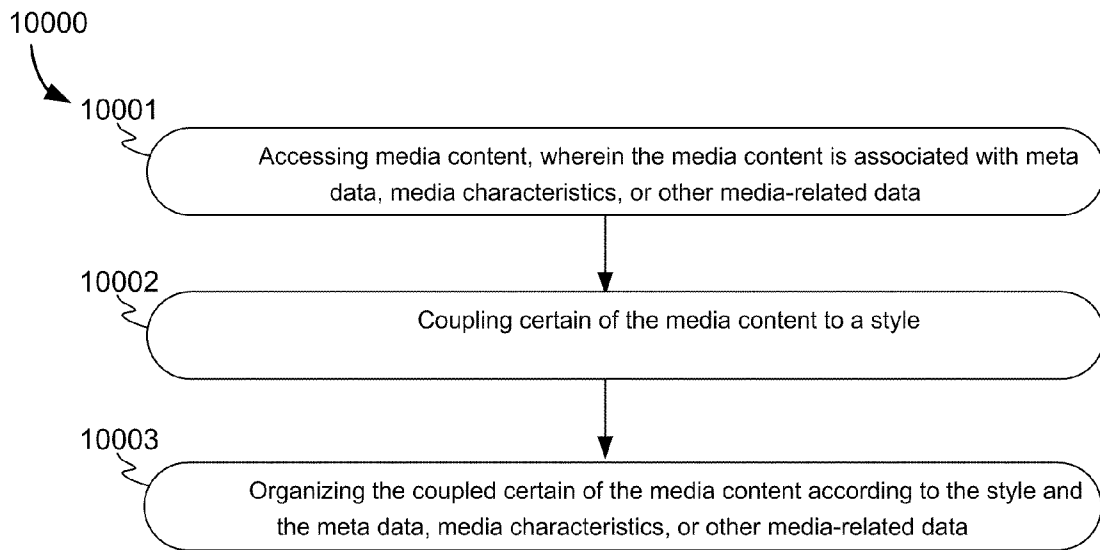 10000
10001
Accessing media content, wherein the media content is associated with meta
data, media characteristics, or other media-related data
10002
Coupling certain of the media content to a style
10003
Organizing the coupled certain of the media content according to the style and
the meta data, media characteristics, or other media-related data